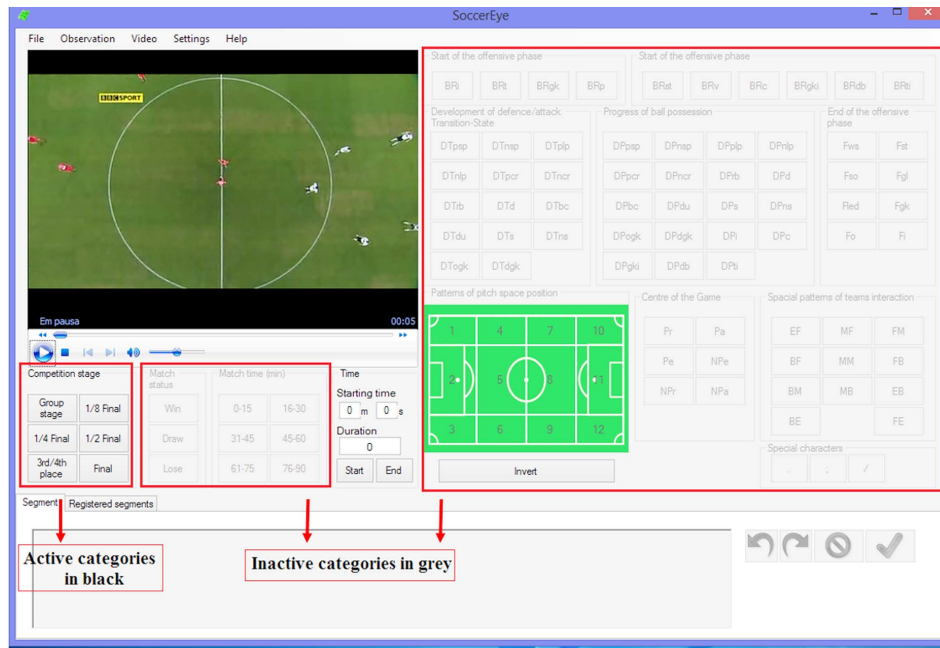 SoccerEye
File Observation Video Settings Help
BBC SPORT
Em pausa 00:05
Competition stage
Group stage 1/8 Final
1/4 Final 1/2 Final
3rd/4th place Final
Match status
Win
Draw
Lose
Match time (min)
0-15 16-30
31-45 45-60
61-75 76-90
Time
Starting time
0 m 0 s
Duration
0
Start End
Start of the offensive phase
BRi BRt BRgk BRp
Start of the offensive phase
BRst BRv BRc BRgki BRdb BRti
Development of defence/attack
Transition-State
DTpsp DTnsp DTplp
DTnlp DTpcr DTncr
DTrb DTd DTbc
DTdu DTs DTns
DTogk DTdgk
Progress of ball possession
DPpsp DPnsp DPplp DPnlp
DPpcr DPncr DPrb DPd
DPbc DPdu DPs DPns
DPogk DPdgk DPi DPc
DPgki DPdb DPti
End of the offensive
phase
Fws Fst
Fso Fgl
Fled Fgk
Fo Fi
Patterns of pitch space position
1 4 7 10
2 5 8 11
3 6 9 12
Invert
Centre of the Game
Pr Pa
Pe NPe
NPr NPa
Spacial patterns of teams interaction
EF MF FM
BF MM FB
BM MB EB
BE FE
Special characters
, ; /
Segment Registered segments
Active categories
in black
Inactive categories in grey